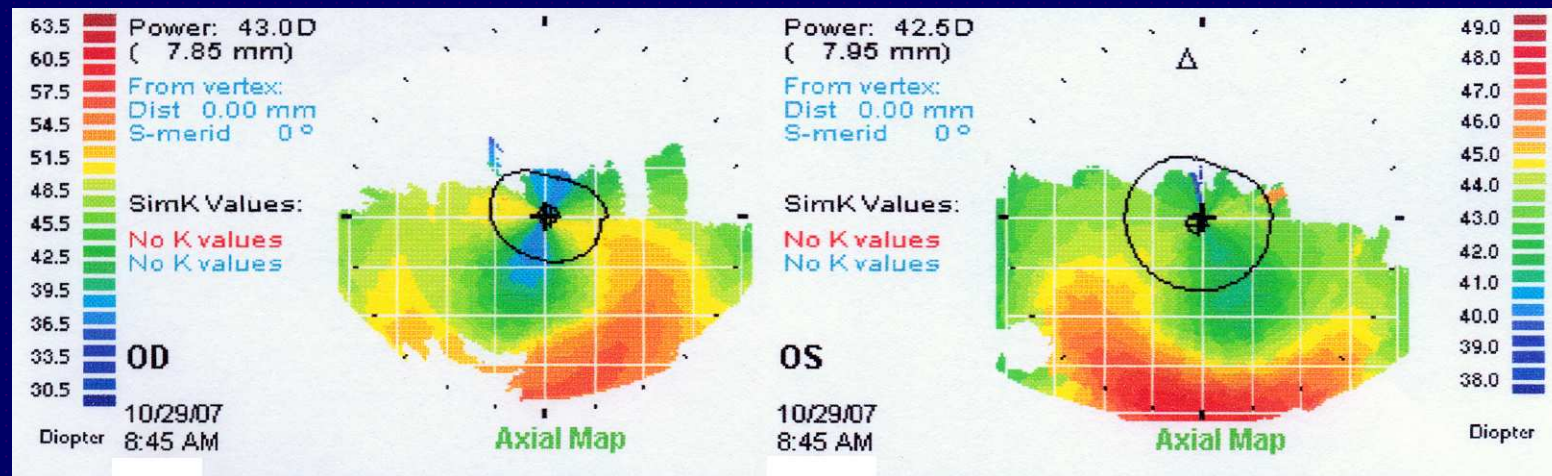 63.5
60.5
57.5
54.5
51.5
48.5
45.5
42.5
39.5
36.5
33.5
30.5
Diopter
Power: 43.0D
( 7.85 mm)
From vertex:
Dist 0.00 mm
S-merid 0°
SimK Values:
No K values
No K values
OD
10/29/07
8:45 AM
Axial Map
Power: 42.5D
( 7.95 mm)
From vertex:
Dist 0.00 mm
S-merid 0°
SimK Values:
No K values
No K values
OS
10/29/07
8:45 AM
Axial Map
49.0
48.0
47.0
46.0
45.0
44.0
43.0
42.0
41.0
40.0
39.0
38.0
Diopter